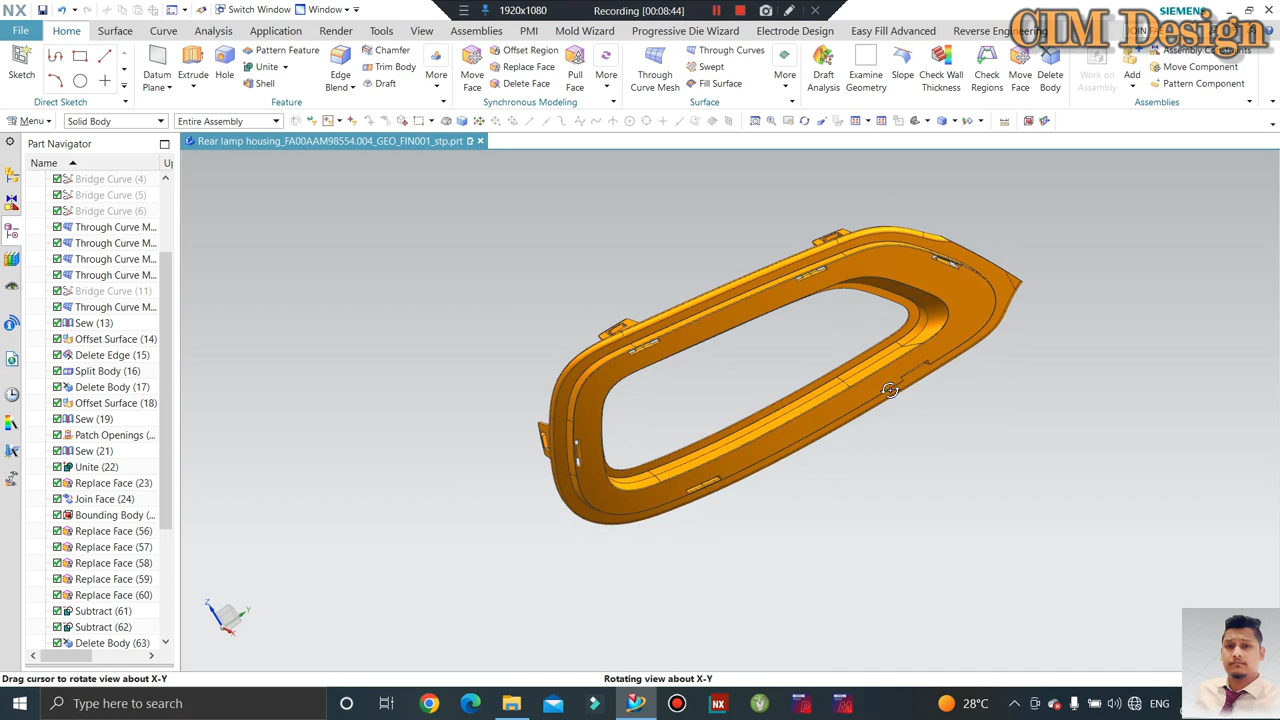 NX
Switch Window
Window
1920x1080
Recording [00:08:44]
SIEMENS
CIM Design
File
Home
Surface
Curve
Analysis
Application
Render
Tools
View
Assemblies
PMI
Mold Wizard
Progressive Die Wizard
Electrode Design
Easy Fill Advanced
Reverse Engineering
Sketch
Direct Sketch
Datum Plane
Extrude
Hole
Pattern Feature
Unite
Shell
Edge Blend
Chamfer
Trim Body
Draft
More
Feature
Move Face
Offset Region
Replace Face
Delete Face
Pull Face
More
Synchronous Modeling
Through Curve Mesh
Through Curves
Swept
Fill Surface
More
Surface
Draft Analysis
Examine Geometry
Slope
Check Wall Thickness
Check Regions
Move Face
Delete Body
Work on Assembly
Add
Assembly Constraints
Move Component
Pattern Component
Assemblies
Menu
Solid Body
Entire Assembly
Part Navigator
Rear lamp housing_FA00AAM98554.004_GEO_FIN001_stp.prt
Name
Bridge Curve (4)
Bridge Curve (5)
Bridge Curve (6)
Through Curve M...
Through Curve M...
Through Curve M...
Through Curve M...
Bridge Curve (11)
Through Curve M...
Sew (13)
Offset Surface (14)
Delete Edge (15)
Split Body (16)
Delete Body (17)
Offset Surface (18)
Sew (19)
Patch Openings (...
Sew (21)
Unite (22)
Replace Face (23)
Join Face (24)
Bounding Body (...
Replace Face (56)
Replace Face (57)
Replace Face (58)
Replace Face (59)
Replace Face (60)
Subtract (61)
Subtract (62)
Delete Body (63)
Z
Y
X
Drag cursor to rotate view about X-Y
Rotating view about X-Y
Type here to search
28°C
ENG